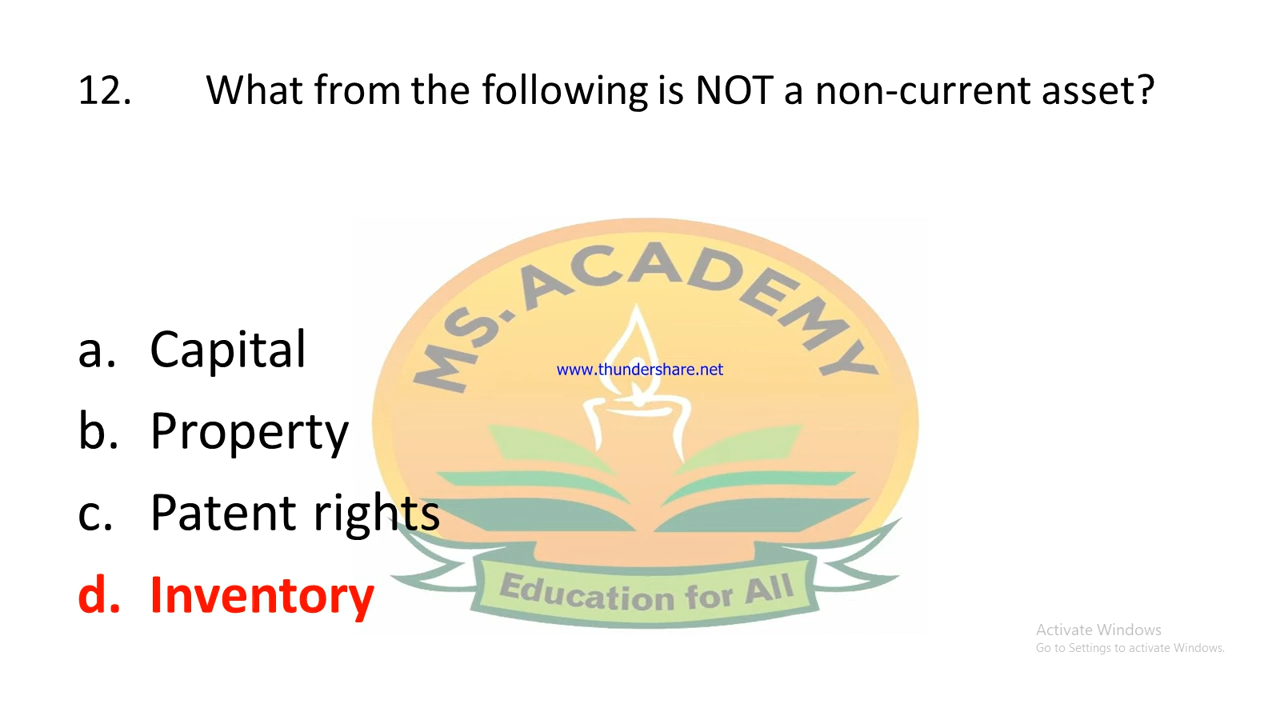 12. What from the following is NOT a non-current asset?
MS. ACADEMY
a. Capital
www.thundershare.net
b. Property
c. Patent rights
d. Inventory
Education for All
Activate Windows
Go to Settings to activate Windows.